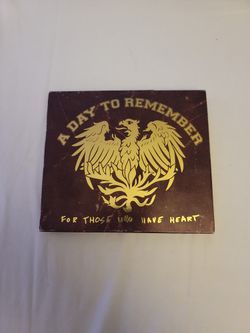 A DAY TO REMEMBER
FOR THOSE WHO HAVE HEART